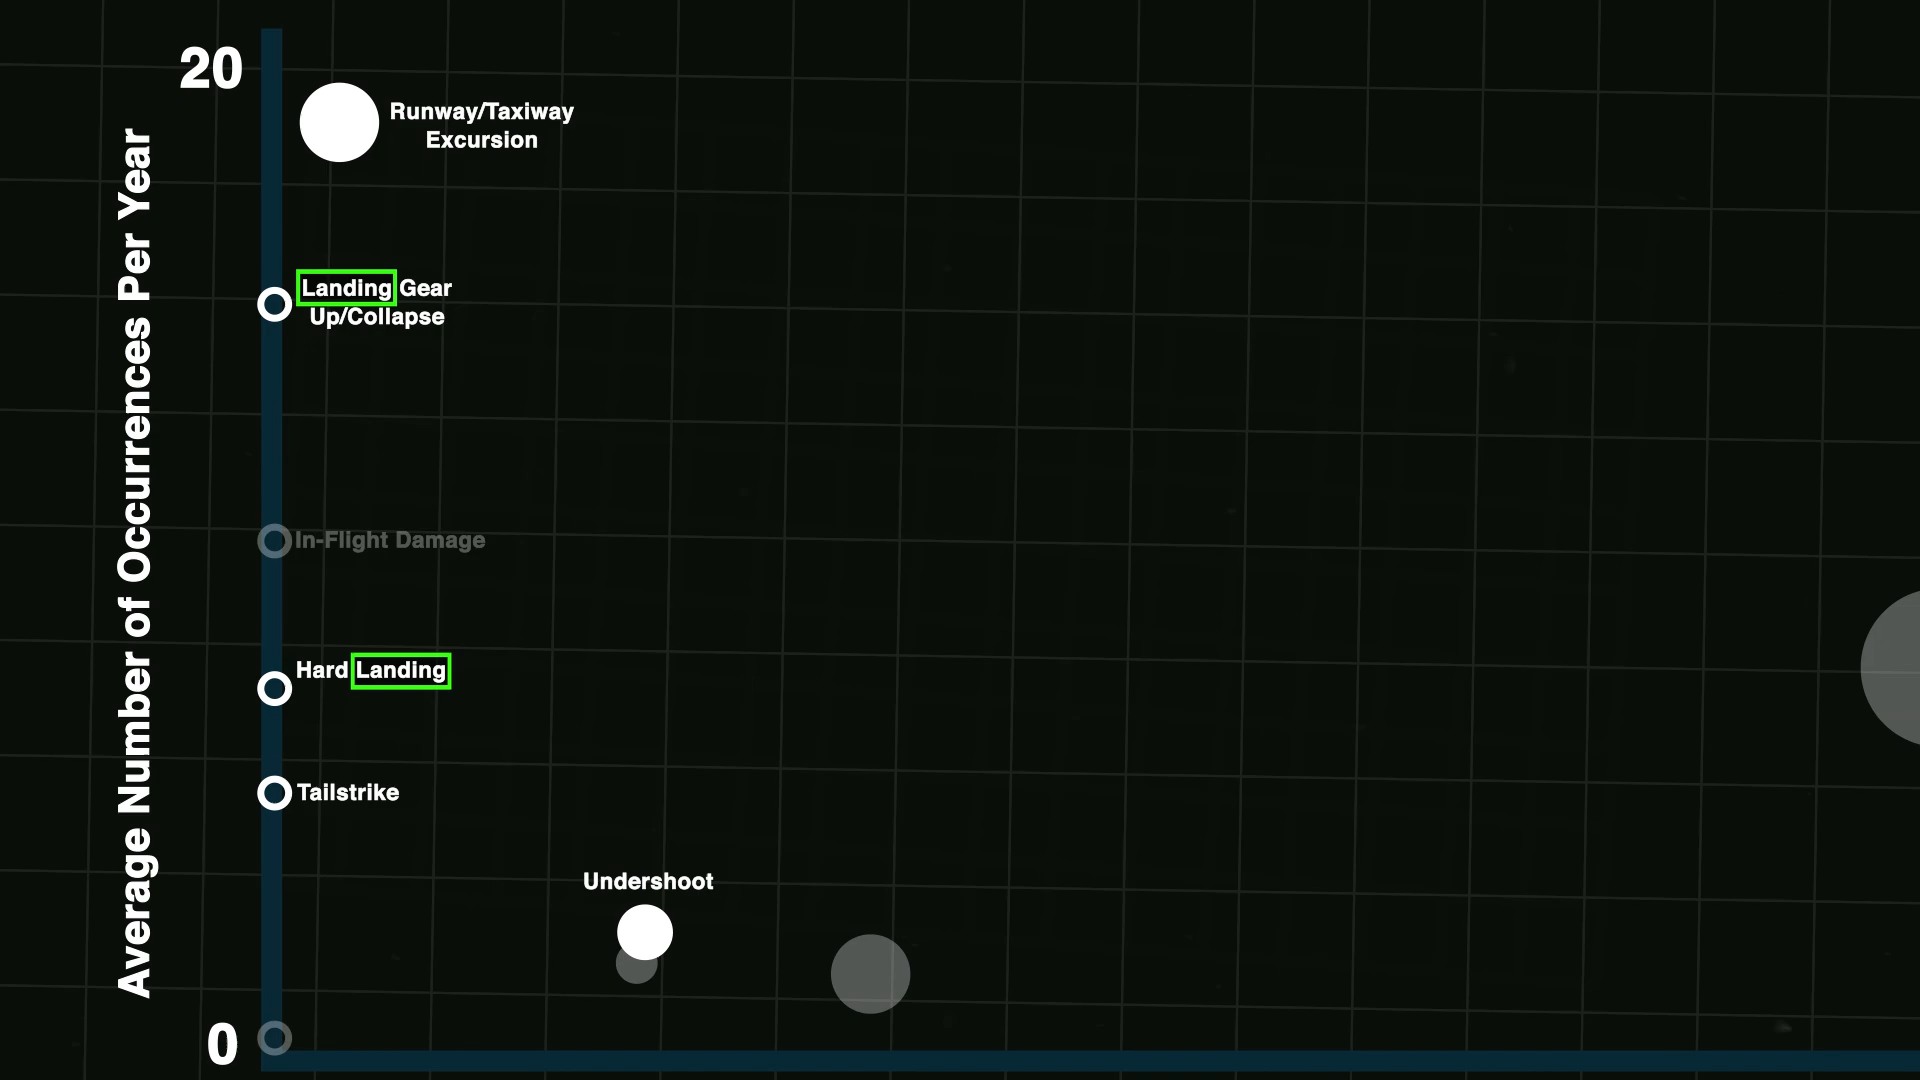 20
Runway/Taxiway
Excursion
Landing Gear
Up/Collapse
In-Flight Damage
Hard Landing
Tailstrike
Undershoot
0
Average Number of Occurrences Per Year